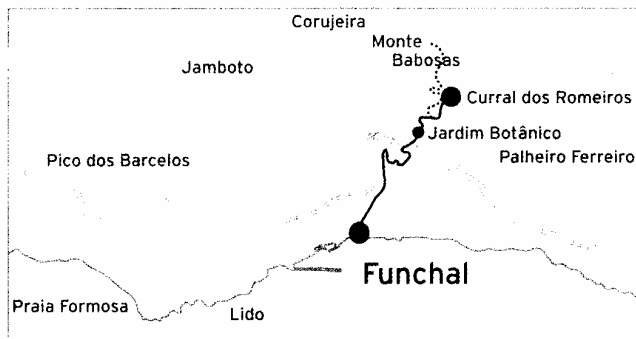 Corujeira
Monte
Babosas
Jamboto
Curral dos Romeiros
Jardim Botânico
Pico dos Barcelos
Palheiro Ferreiro
Funchal
Praia Formosa
Lido